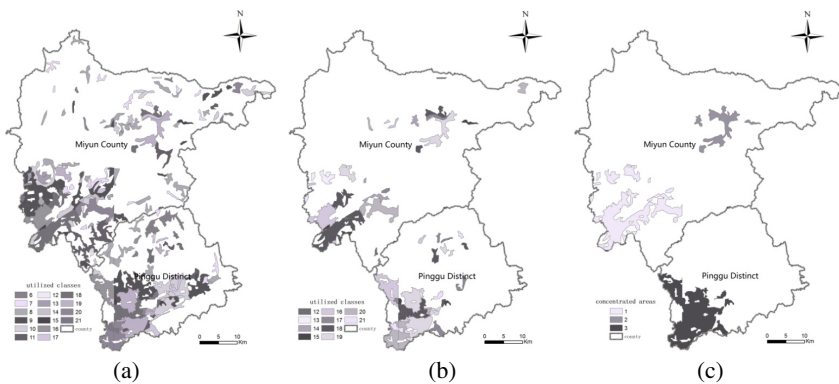 N
Miyun County
Pinggu Distinct
utilized classes
6 12 18
7 13 19
8 14 20
9 15 21
10 16 county
11 17
0 5 10
Km
(a)
N
Miyun County
Pinggu Distinct
utilized classes
12 16 20
13 17 21
14 18 county
15 19
0 5 10
Km
(b)
N
Miyun County
Pinggu Distinct
concentrated areas
1
2
3
county
0 5 10
Km
(c)